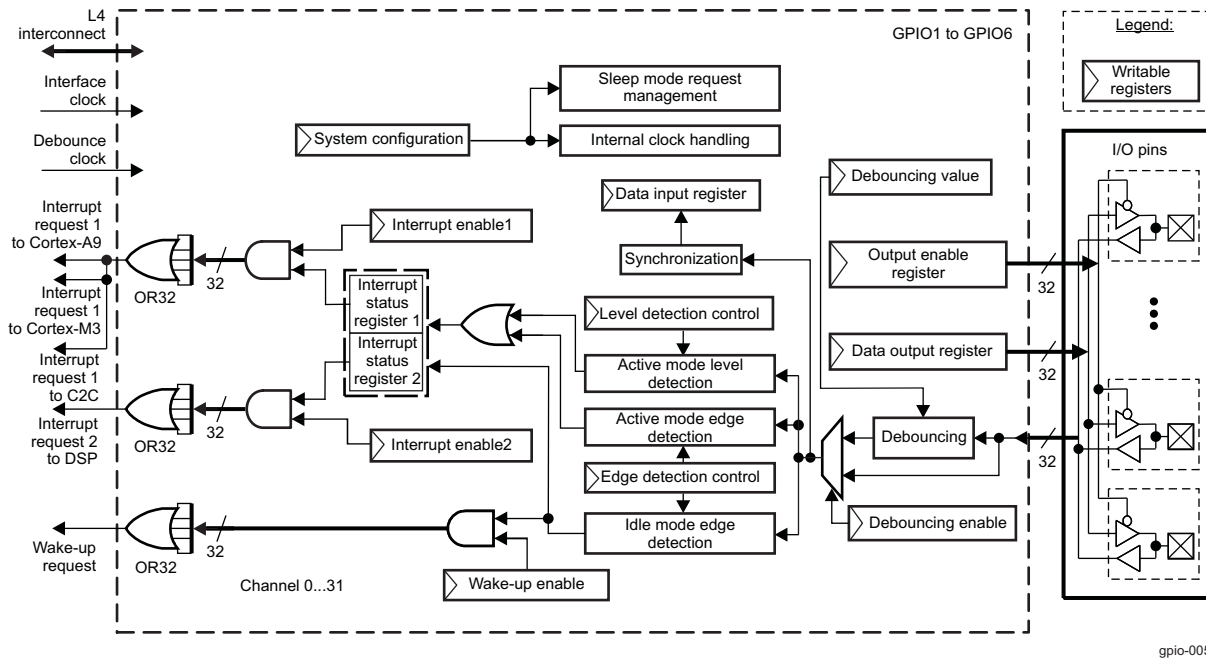 L4
interconnect
GPIO1 to GPIO6
Legend:
Writable
registers
Interface
clock
Debounce
clock
Sleep mode request
management
System configuration
Internal clock handling
I/O pins
Data input register
Debouncing value
Interrupt
request 1
to Cortex-A9
Interrupt enable1
Synchronization
Output enable
register
32
32
OR32
Interrupt
request 1
to Cortex-M3
Interrupt
status
register 1
Interrupt
status
register 2
Level detection control
Active mode level
detection
Data output register
32
Interrupt
request 1
to C2C
Interrupt
request 2
to DSP
32
OR32
Interrupt enable2
Active mode edge
detection
Debouncing
32
Edge detection control
Idle mode edge
detection
Debouncing enable
Wake-up
request
OR32
32
Wake-up enable
Channel 0...31
gpio-005